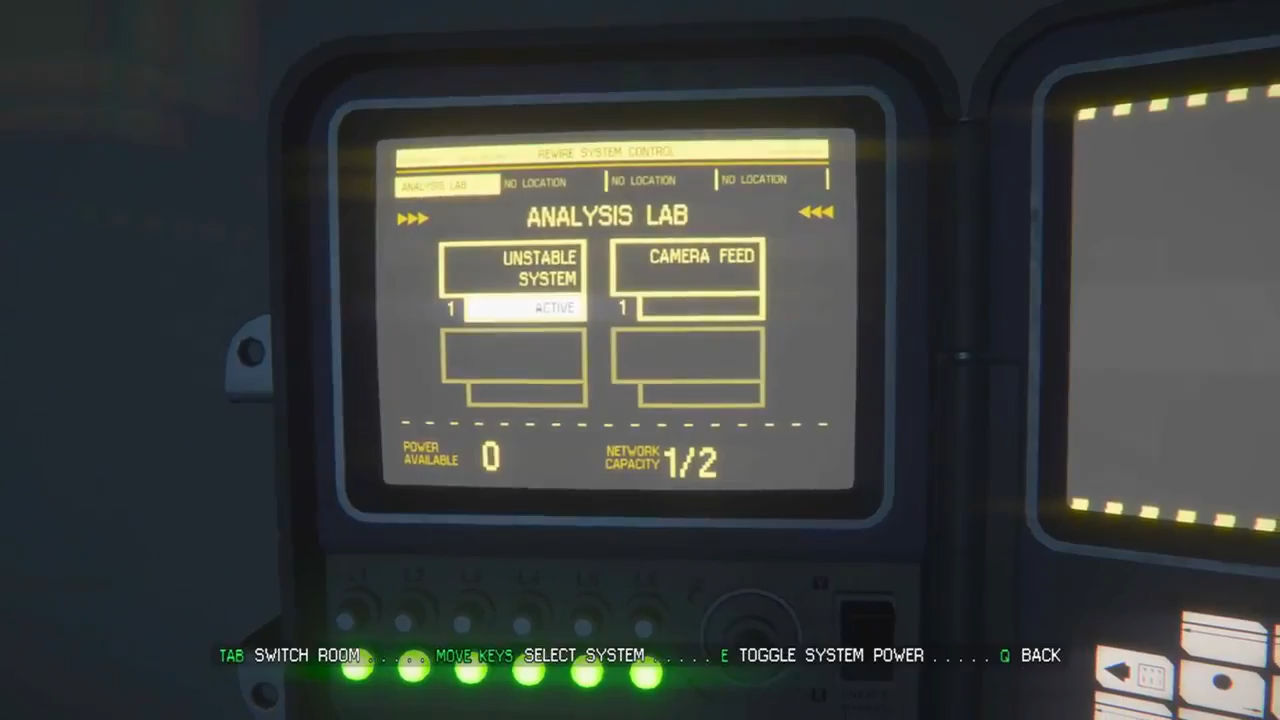 REWIRE SYSTEM CONTROL
ANALYSIS LAB NO LOCATION NO LOCATION NO LOCATION
ANALYSIS LAB
UNSTABLE SYSTEM
CAMERA FEED
1 ACTIVE
1
POWER AVAILABLE 0
NETWORK CAPACITY 1/2
TAB SWITCH ROOM ..... MOVE KEYS SELECT SYSTEM ..... E TOGGLE SYSTEM POWER ..... Q BACK